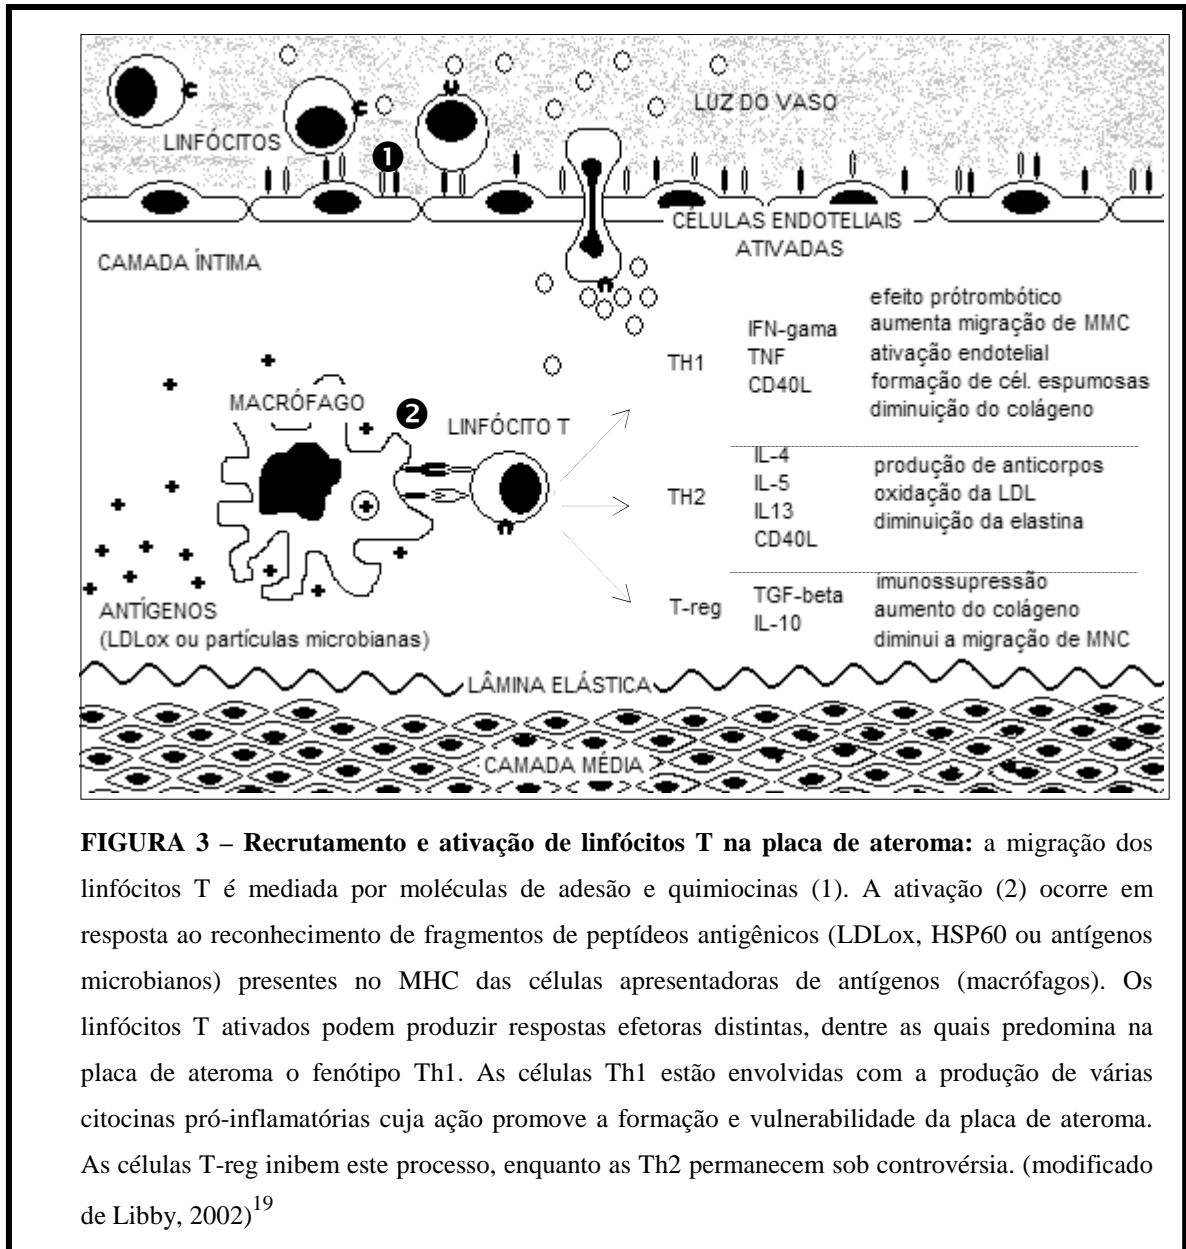 LUZ DO VASO
LINFÓCITOS
1
CÉLULAS ENDOTELIAIS
ATIVADAS
CAMADA ÍNTIMA
TH1
IFN-gama
TNF
CD40L
efeito prótrombótico
aumenta migração de MMC
ativação endotelial
formação de cél. espumosas
diminuição do colágeno
MACRÓFAGO
2
LINFÓCITO T
TH2
IL-4
IL-5
IL13
CD40L
produção de anticorpos
oxidação da LDL
diminuição da elastina
T-reg
TGF-beta
IL-10
imunossupressão
aumento do colágeno
diminui a migração de MNC
ANTÍGENOS
(LDLox ou partículas microbianas)
LÂMINA ELÁSTICA
CAMADA MÉDIA
FIGURA 3 – Recrutamento e ativação de linfócitos T na placa de ateroma: a migração dos
linfócitos T é mediada por moléculas de adesão e quimiocinas (1). A ativação (2) ocorre em
resposta ao reconhecimento de fragmentos de peptídeos antigênicos (LDLox, HSP60 ou antígenos
microbianos) presentes no MHC das células apresentadoras de antígenos (macrófagos). Os
linfócitos T ativados podem produzir respostas efetoras distintas, dentre as quais predomina na
placa de ateroma o fenótipo Th1. As células Th1 estão envolvidas com a produção de várias
citocinas pró-inflamatórias cuja ação promove a formação e vulnerabilidade da placa de ateroma.
As células T-reg inibem este processo, enquanto as Th2 permanecem sob controvérsia. (modificado
de Libby, 2002)19